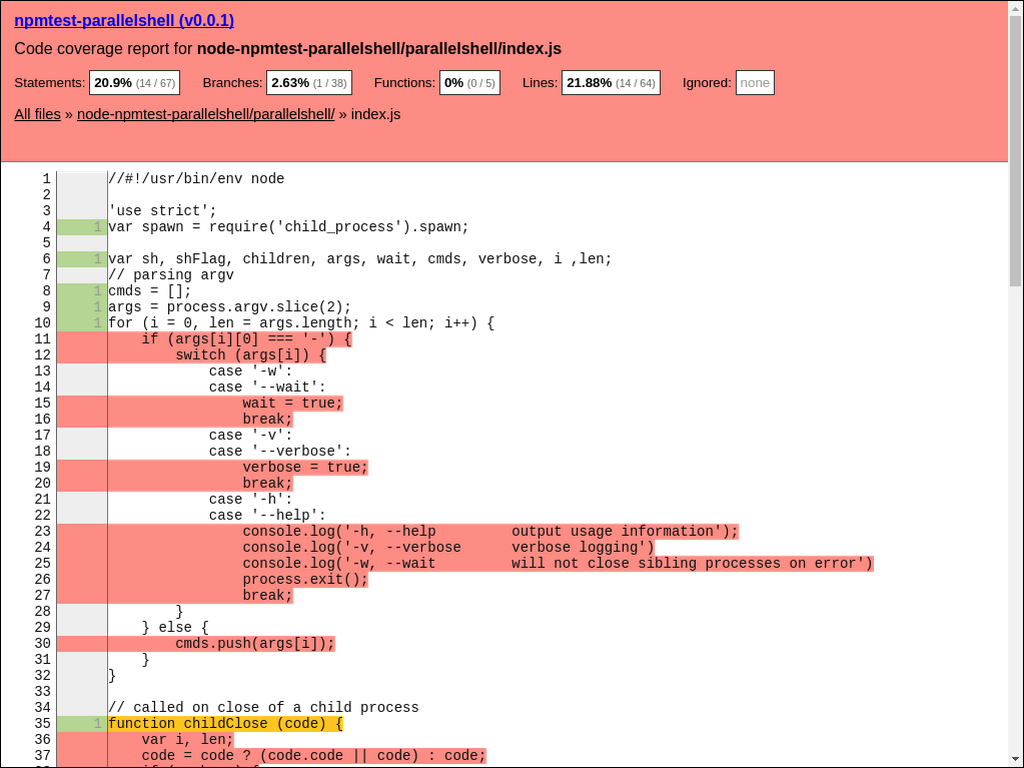 npmtest-parallelshell (v0.0.1)
Code coverage report for node-npmtest-parallelshell/parallelshell/index.js
Statements: 20.9% (14 / 67) Branches: 2.63% (1 / 38) Functions: 0% (0 / 5) Lines: 21.88% (14 / 64) Ignored: none
All files » node-npmtest-parallelshell/parallelshell/ » index.js
1 //#!/usr/bin/env node
2
3 'use strict';
4 1 var spawn = require('child_process').spawn;
5
6 1 var sh, shFlag, children, args, wait, cmds, verbose, i ,len;
7 // parsing argv
8 1 cmds = [];
9 1 args = process.argv.slice(2);
10 1 for (i = 0, len = args.length; i < len; i++) {
11     if (args[i][0] === '-') {
12         switch (args[i]) {
13             case '-w':
14             case '--wait':
15                 wait = true;
16                 break;
17             case '-v':
18             case '--verbose':
19                 verbose = true;
20                 break;
21             case '-h':
22             case '--help':
23                 console.log('-h, --help         output usage information');
24                 console.log('-v, --verbose      verbose logging')
25                 console.log('-w, --wait         will not close sibling processes on error')
26                 process.exit();
27                 break;
28         }
29     } else {
30         cmds.push(args[i]);
31     }
32 }
33
34 // called on close of a child process
35 1 function childClose (code) {
36     var i, len;
37     code = code ? (code.code || code) : code;